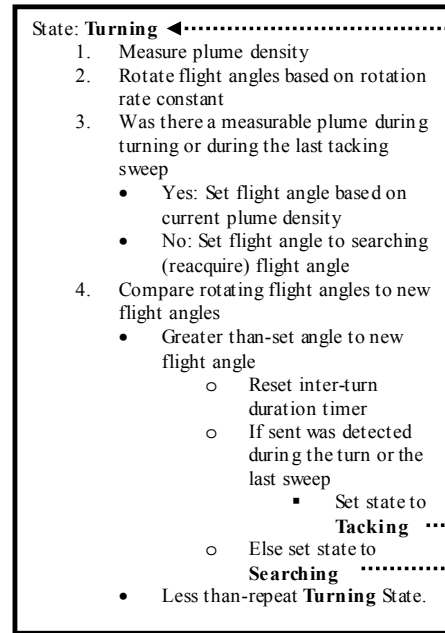 State: Turning
1. Measure plume density
2. Rotate flight angles based on rotation
rate constant
3. Was there a measurable plume during
turning or during the last tacking
sweep
• Yes: Set flight angle based on
current plume density
• No: Set flight angle to searching
(reacquire) flight angle
4. Compare rotating flight angles to new
flight angles
• Greater than-set angle to new
flight angle
o Reset inter-turn
duration timer
o If sent was detected
during the turn or the
last sweep
▪ Set state to
Tacking
o Else set state to
Searching
• Less than-repeat Turning State.